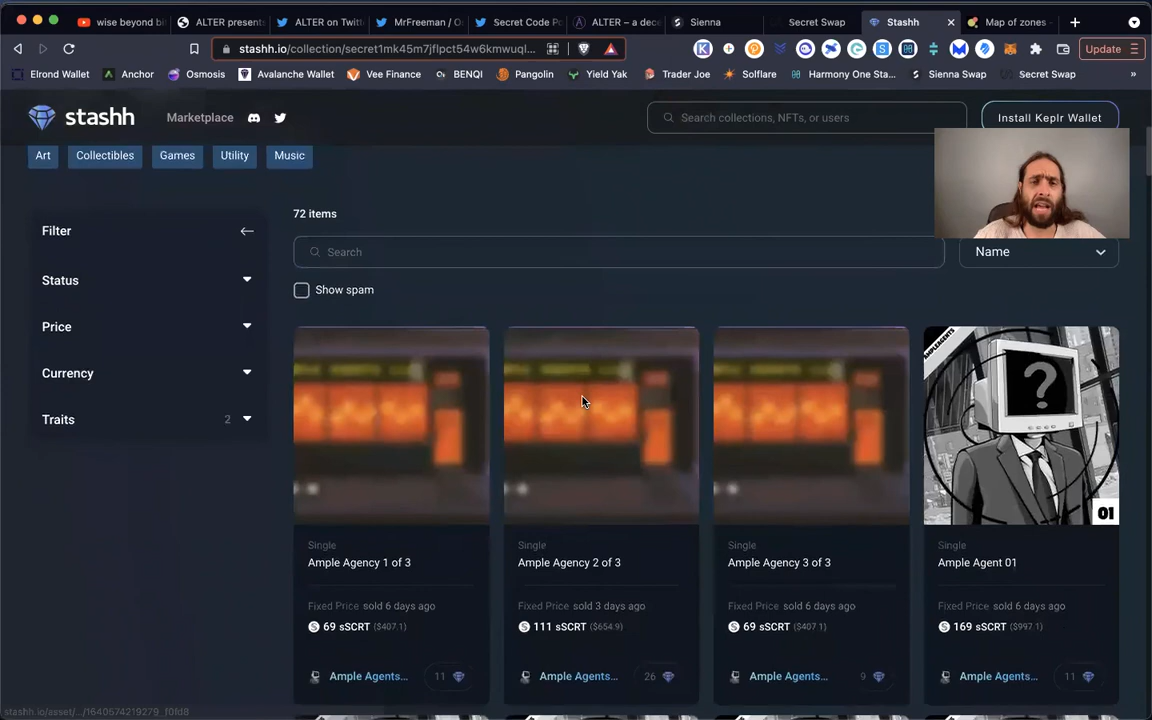 wise beyond bi
ALTER presents
ALTER on Twitt
MrFreeman / O
Secret Code Po
ALTER – a dec
Sienna
Secret Swap
Stashh
Map of zones
stashh.io/collection/secret1mk45m7jflpct54w6kmwuql...
Update
Elrond Wallet
Anchor
Osmosis
Avalanche Wallet
Vee Finance
BENQI
Pangolin
Yield Yak
Trader Joe
Solflare
Harmony One Sta...
Sienna Swap
Secret Swap
»
stashh
Marketplace
Search collections, NFTs, or users
Install Keplr Wallet
Art
Collectibles
Games
Utility
Music
Filter
72 items
Search
Name
Status
Show spam
Price
Currency
Traits
2
AMPLEAGENTS
?
01
Single
Ample Agency 1 of 3
Fixed Price sold 6 days ago
69 sSCRT ($407.1)
Ample Agents...
11
Single
Ample Agency 2 of 3
Fixed Price sold 3 days ago
111 sSCRT ($654.9)
Ample Agents...
26
Single
Ample Agency 3 of 3
Fixed Price sold 6 days ago
69 sSCRT ($407.1)
Ample Agents...
9
Single
Ample Agent 01
Fixed Price sold 6 days ago
169 sSCRT ($997.1)
Ample Agents...
11